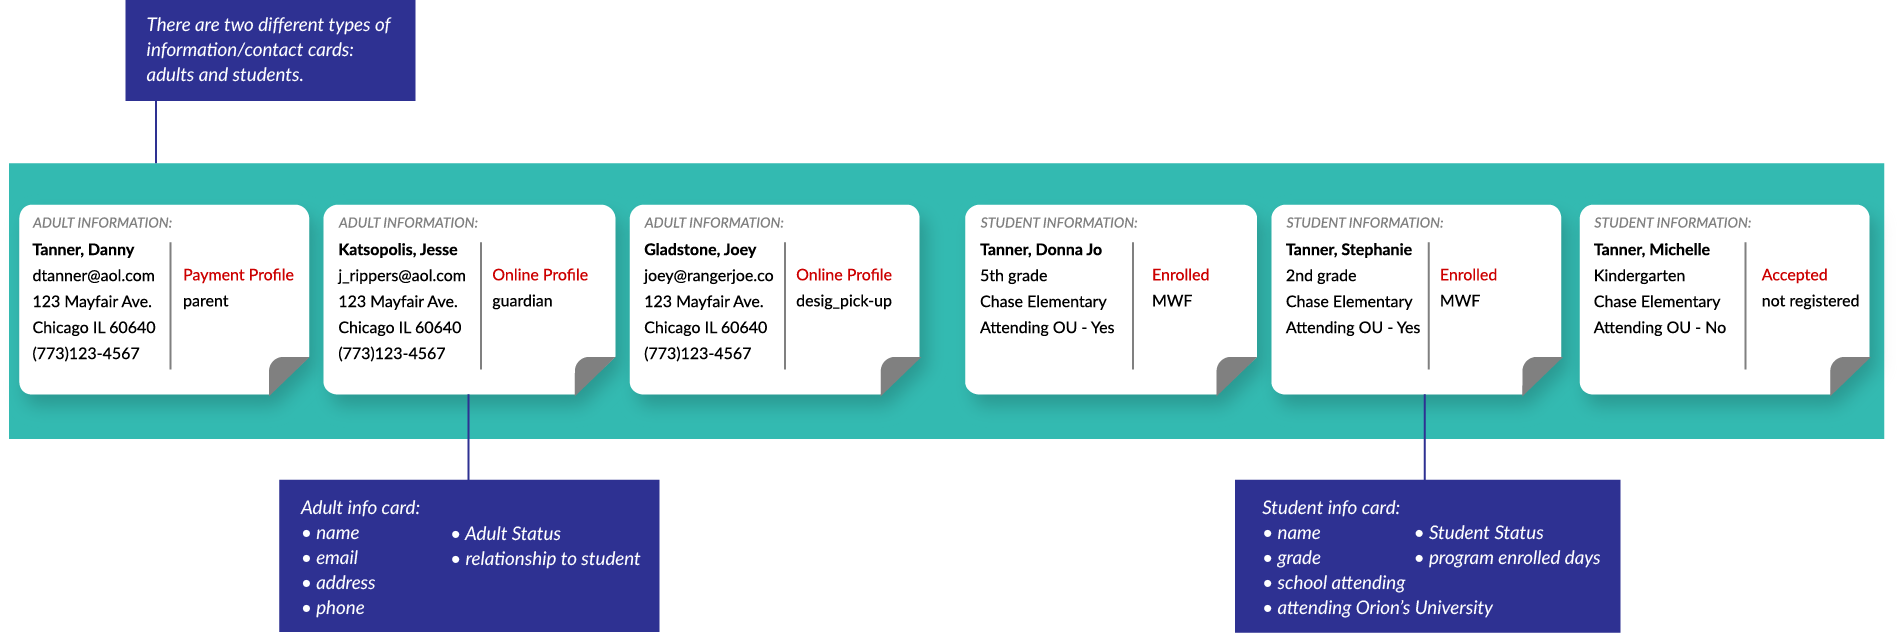 There are two different types of
information/contact cards:
adults and students.
ADULT INFORMATION:
Tanner, Danny
dtanner@aol.com
123 Mayfair Ave.
Chicago IL 60640
(773)123-4567
Payment Profile
parent
ADULT INFORMATION:
Katsopolis, Jesse
j_rippers@aol.com
123 Mayfair Ave.
Chicago IL 60640
(773)123-4567
Online Profile
guardian
ADULT INFORMATION:
Gladstone, Joey
joey@rangerjoe.co
123 Mayfair Ave.
Chicago IL 60640
(773)123-4567
Online Profile
desig_pick-up
STUDENT INFORMATION:
Tanner, Donna Jo
5th grade
Chase Elementary
Attending OU - Yes
Enrolled
MWF
STUDENT INFORMATION:
Tanner, Stephanie
2nd grade
Chase Elementary
Attending OU - Yes
Enrolled
MWF
STUDENT INFORMATION:
Tanner, Michelle
Kindergarten
Chase Elementary
Attending OU - No
Accepted
not registered
Adult info card:
• name
• email
• address
• phone
• Adult Status
• relationship to student
Student info card:
• name
• grade
• school attending
• attending Orion's University
• Student Status
• program enrolled days